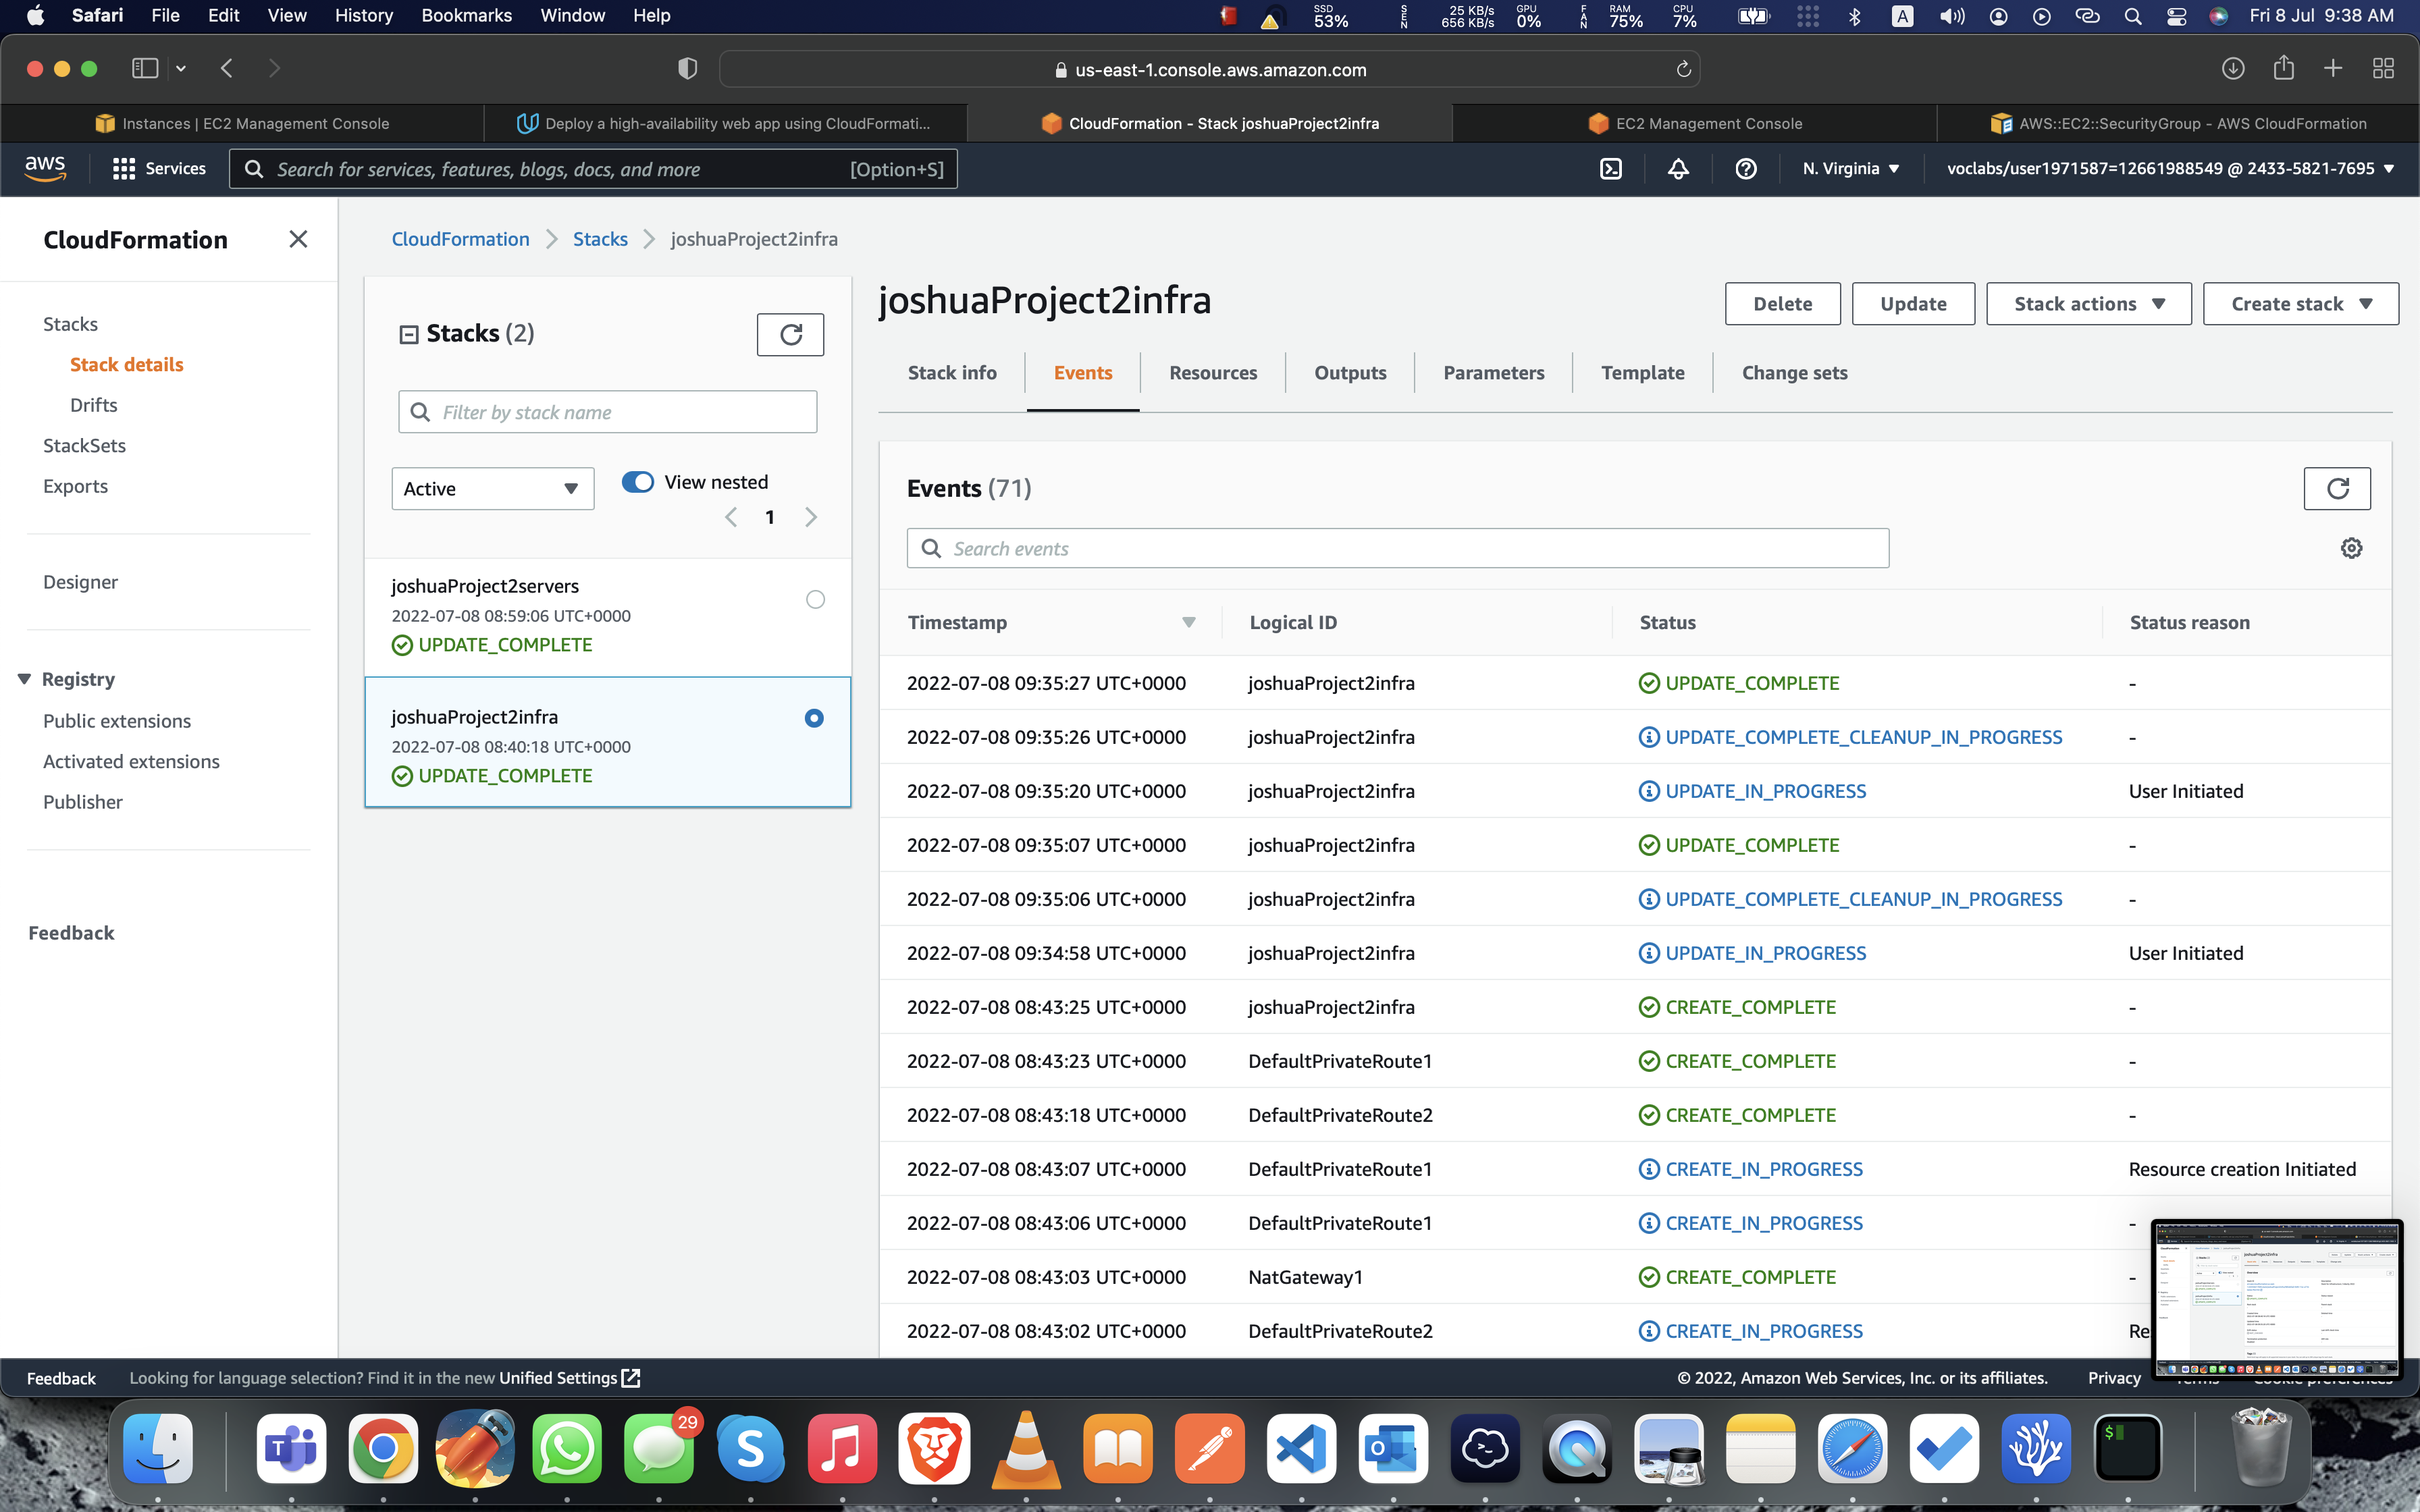 Safari File Edit View History Bookmarks Window Help
SSD 53% SEN 25 KB/s 656 KB/s GPU 0% FAN RAM 75% CPU 7% A Fri 8 Jul 9:38 AM
us-east-1.console.aws.amazon.com
Instances | EC2 Management Console
Deploy a high-availability web app using CloudFormati...
CloudFormation - Stack joshuaProject2infra
EC2 Management Console
AWS::EC2::SecurityGroup - AWS CloudFormation
aws Services Search for services, features, blogs, docs, and more [Option+S] N. Virginia voclabs/user1971587=12661988549 @ 2433-5821-7695
CloudFormation
Stacks
Stack details
Drifts
StackSets
Exports
Designer
Registry
Public extensions
Activated extensions
Publisher
Feedback
CloudFormation Stacks joshuaProject2infra
Stacks (2)
Filter by stack name
Active View nested
1
joshuaProject2servers
2022-07-08 08:59:06 UTC+0000
UPDATE_COMPLETE
joshuaProject2infra
2022-07-08 08:40:18 UTC+0000
UPDATE_COMPLETE
joshuaProject2infra
Delete Update Stack actions Create stack
Stack info Events Resources Outputs Parameters Template Change sets
Events (71)
Search events
Timestamp Logical ID Status Status reason
2022-07-08 09:35:27 UTC+0000 joshuaProject2infra UPDATE_COMPLETE -
2022-07-08 09:35:26 UTC+0000 joshuaProject2infra UPDATE_COMPLETE_CLEANUP_IN_PROGRESS -
2022-07-08 09:35:20 UTC+0000 joshuaProject2infra UPDATE_IN_PROGRESS User Initiated
2022-07-08 09:35:07 UTC+0000 joshuaProject2infra UPDATE_COMPLETE -
2022-07-08 09:35:06 UTC+0000 joshuaProject2infra UPDATE_COMPLETE_CLEANUP_IN_PROGRESS -
2022-07-08 09:34:58 UTC+0000 joshuaProject2infra UPDATE_IN_PROGRESS User Initiated
2022-07-08 08:43:25 UTC+0000 joshuaProject2infra CREATE_COMPLETE -
2022-07-08 08:43:23 UTC+0000 DefaultPrivateRoute1 CREATE_COMPLETE -
2022-07-08 08:43:18 UTC+0000 DefaultPrivateRoute2 CREATE_COMPLETE -
2022-07-08 08:43:07 UTC+0000 DefaultPrivateRoute1 CREATE_IN_PROGRESS Resource creation Initiated
2022-07-08 08:43:06 UTC+0000 DefaultPrivateRoute1 CREATE_IN_PROGRESS -
2022-07-08 08:43:03 UTC+0000 NatGateway1 CREATE_COMPLETE -
2022-07-08 08:43:02 UTC+0000 DefaultPrivateRoute2 CREATE_IN_PROGRESS Re
Feedback Looking for language selection? Find it in the new Unified Settings © 2022, Amazon Web Services, Inc. or its affiliates. Privacy Terms Cookie preferences
29